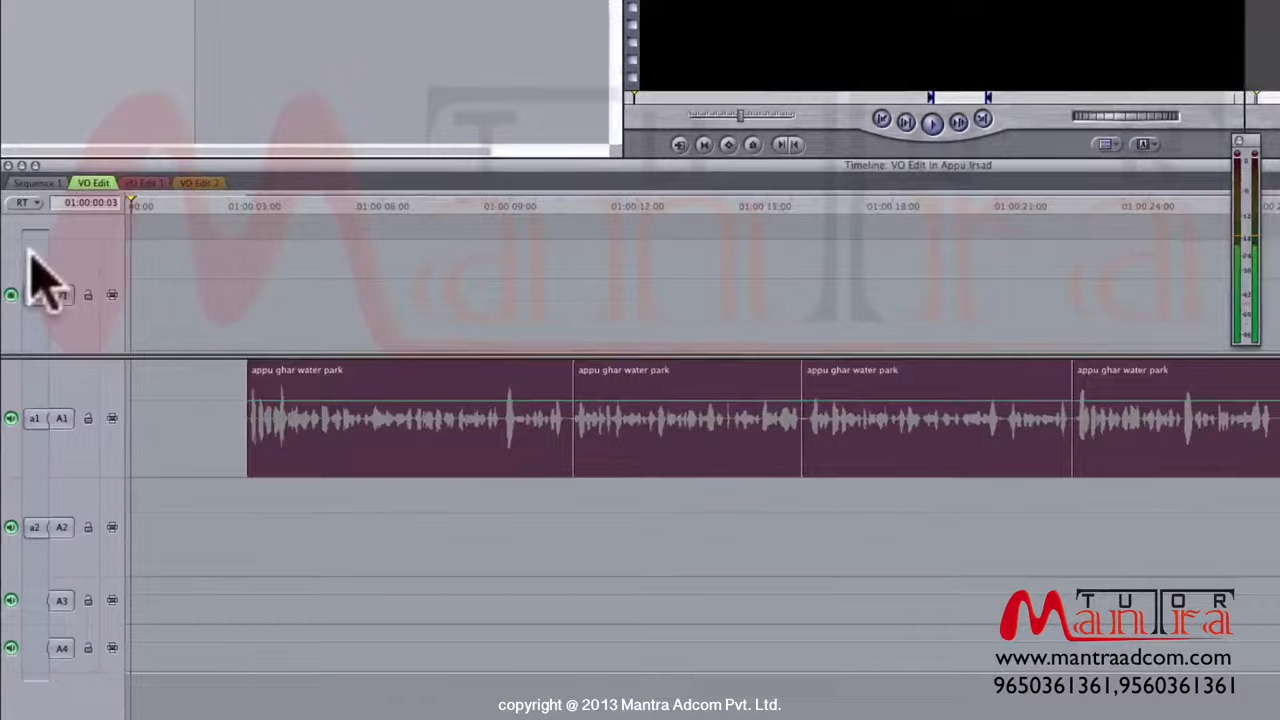 Timeline: VO Edit in Appu Irsad
Sequence 1 VO Edit VO Edit 1 VO Edit 2
RT 01:00:00:03 00:00 01:00:03:00 01:00:06:00 01:00:09:00 01:00:12:00 01:00:15:00 01:00:18:00 01:00:21:00 01:00:24:00
Mantra
V1
appu ghar water park appu ghar water park appu ghar water park appu ghar water park
a1 A1
a2 A2
A3
A4
TUTOR
Mantra
www.mantraadcom.com
9650361361,9560361361
copyright @ 2013 Mantra Adcom Pvt. Ltd.